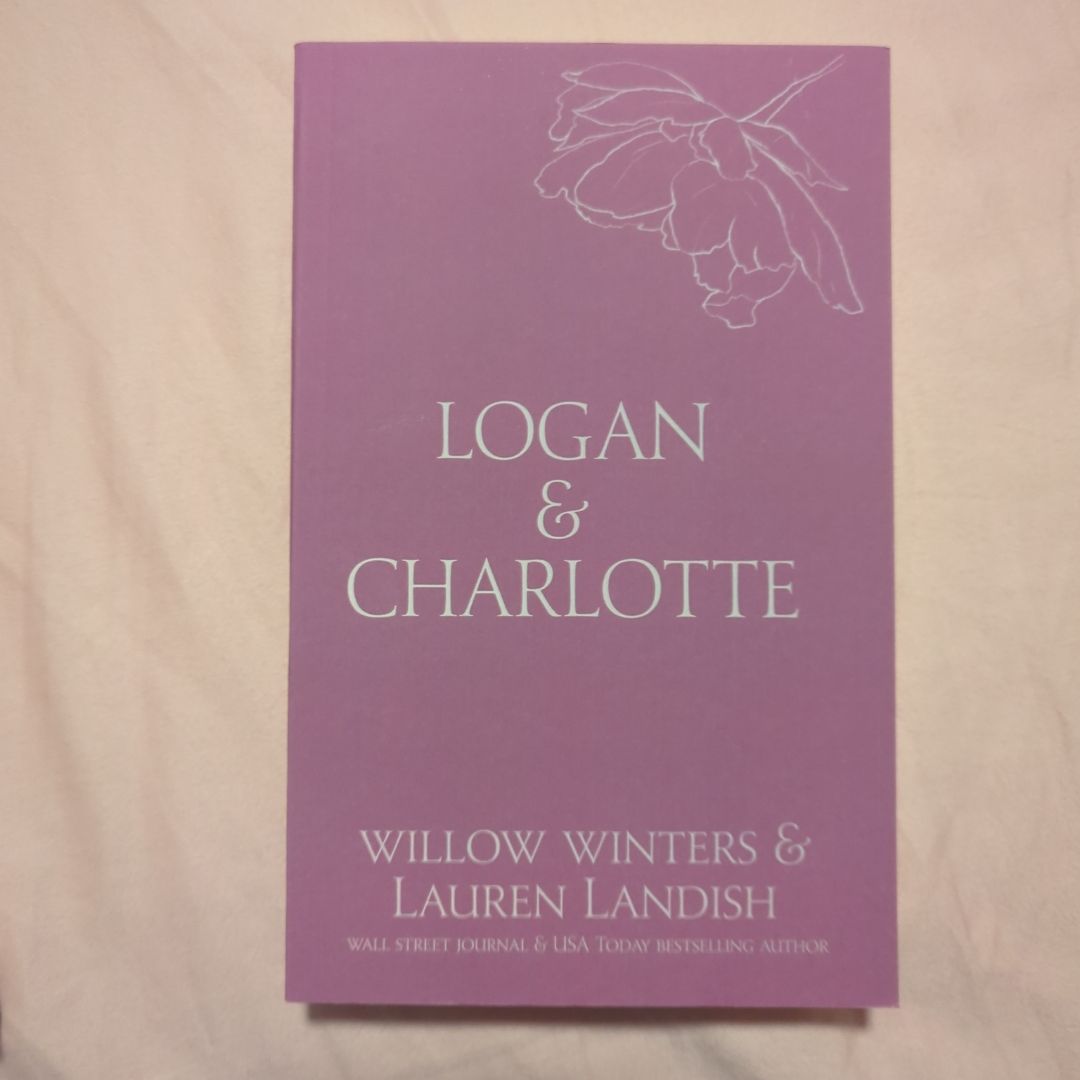 LOGAN
&
CHARLOTTE
WILLOW WINTERS &
LAUREN LANDISH
WALL STREET JOURNAL & USA TODAY BESTSELLING AUTHOR